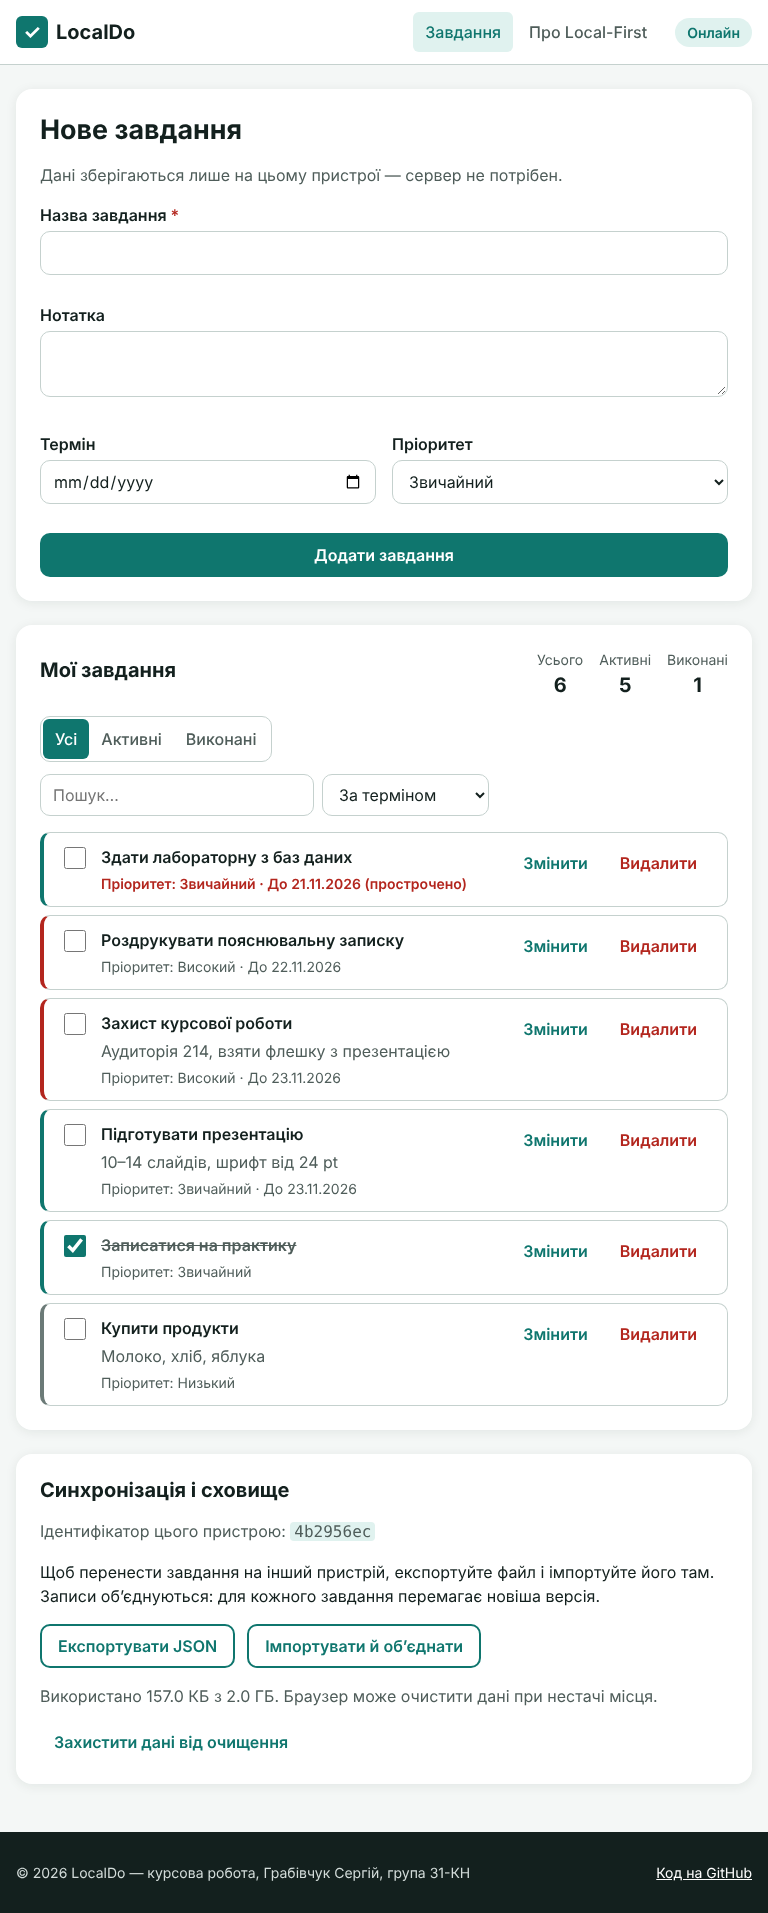 LocalDo
Завдання
Про Local-First
Онлайн
Нове завдання
Дані зберігаються лише на цьому пристрої — сервер не потрібен.
Назва завдання *
Нотатка
Термін
Пріоритет
mm/dd/yyyy
Звичайний
Додати завдання
Мої завдання
Усього
Активні
Виконані
6
5
1
Усі
Активні
Виконані
Пошук...
За терміном
Здати лабораторну з баз даних
Пріоритет: Звичайний · До 21.11.2026 (прострочено)
Змінити
Видалити
Роздрукувати пояснювальну записку
Пріоритет: Високий · До 22.11.2026
Змінити
Видалити
Захист курсової роботи
Аудиторія 214, взяти флешку з презентацією
Пріоритет: Високий · До 23.11.2026
Змінити
Видалити
Підготувати презентацію
10–14 слайдів, шрифт від 24 pt
Пріоритет: Звичайний · До 23.11.2026
Змінити
Видалити
Записатися на практику
Пріоритет: Звичайний
Змінити
Видалити
Купити продукти
Молоко, хліб, яблука
Пріоритет: Низький
Змінити
Видалити
Синхронізація і сховище
Ідентифікатор цього пристрою: 4b2956ec
Щоб перенести завдання на інший пристрій, експортуйте файл і імпортуйте його там.
Записи об’єднуються: для кожного завдання перемагає новіша версія.
Експортувати JSON
Імпортувати й об’єднати
Використано 157.0 КБ з 2.0 ГБ. Браузер може очистити дані при нестачі місця.
Захистити дані від очищення
© 2026 LocalDo — курсова робота, Грабівчук Сергій, група 31-КН
Код на GitHub